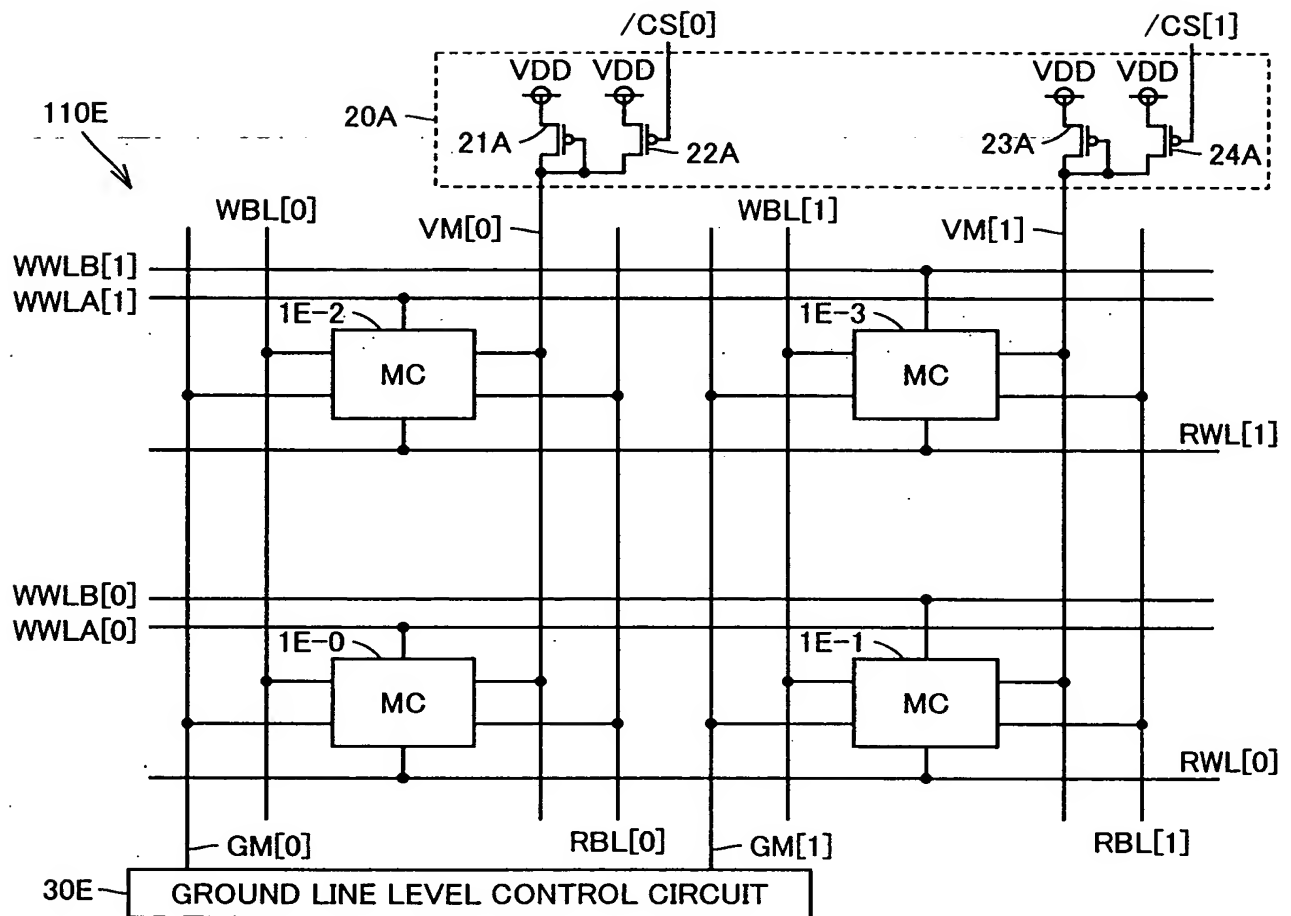 /CS[0] /CS[1]
VDD VDD VDD VDD
110E
20A
21A 22A 23A 24A
WBL[0] WBL[1]
VM[0] VM[1]
WWLB[1]
WWLA[1]
1E-2 1E-3
MC MC
RWL[1]
WWLB[0]
WWLA[0]
1E-0 1E-1
MC MC
RWL[0]
GM[0] RBL[0] GM[1] RBL[1]
30E GROUND LINE LEVEL CONTROL CIRCUIT